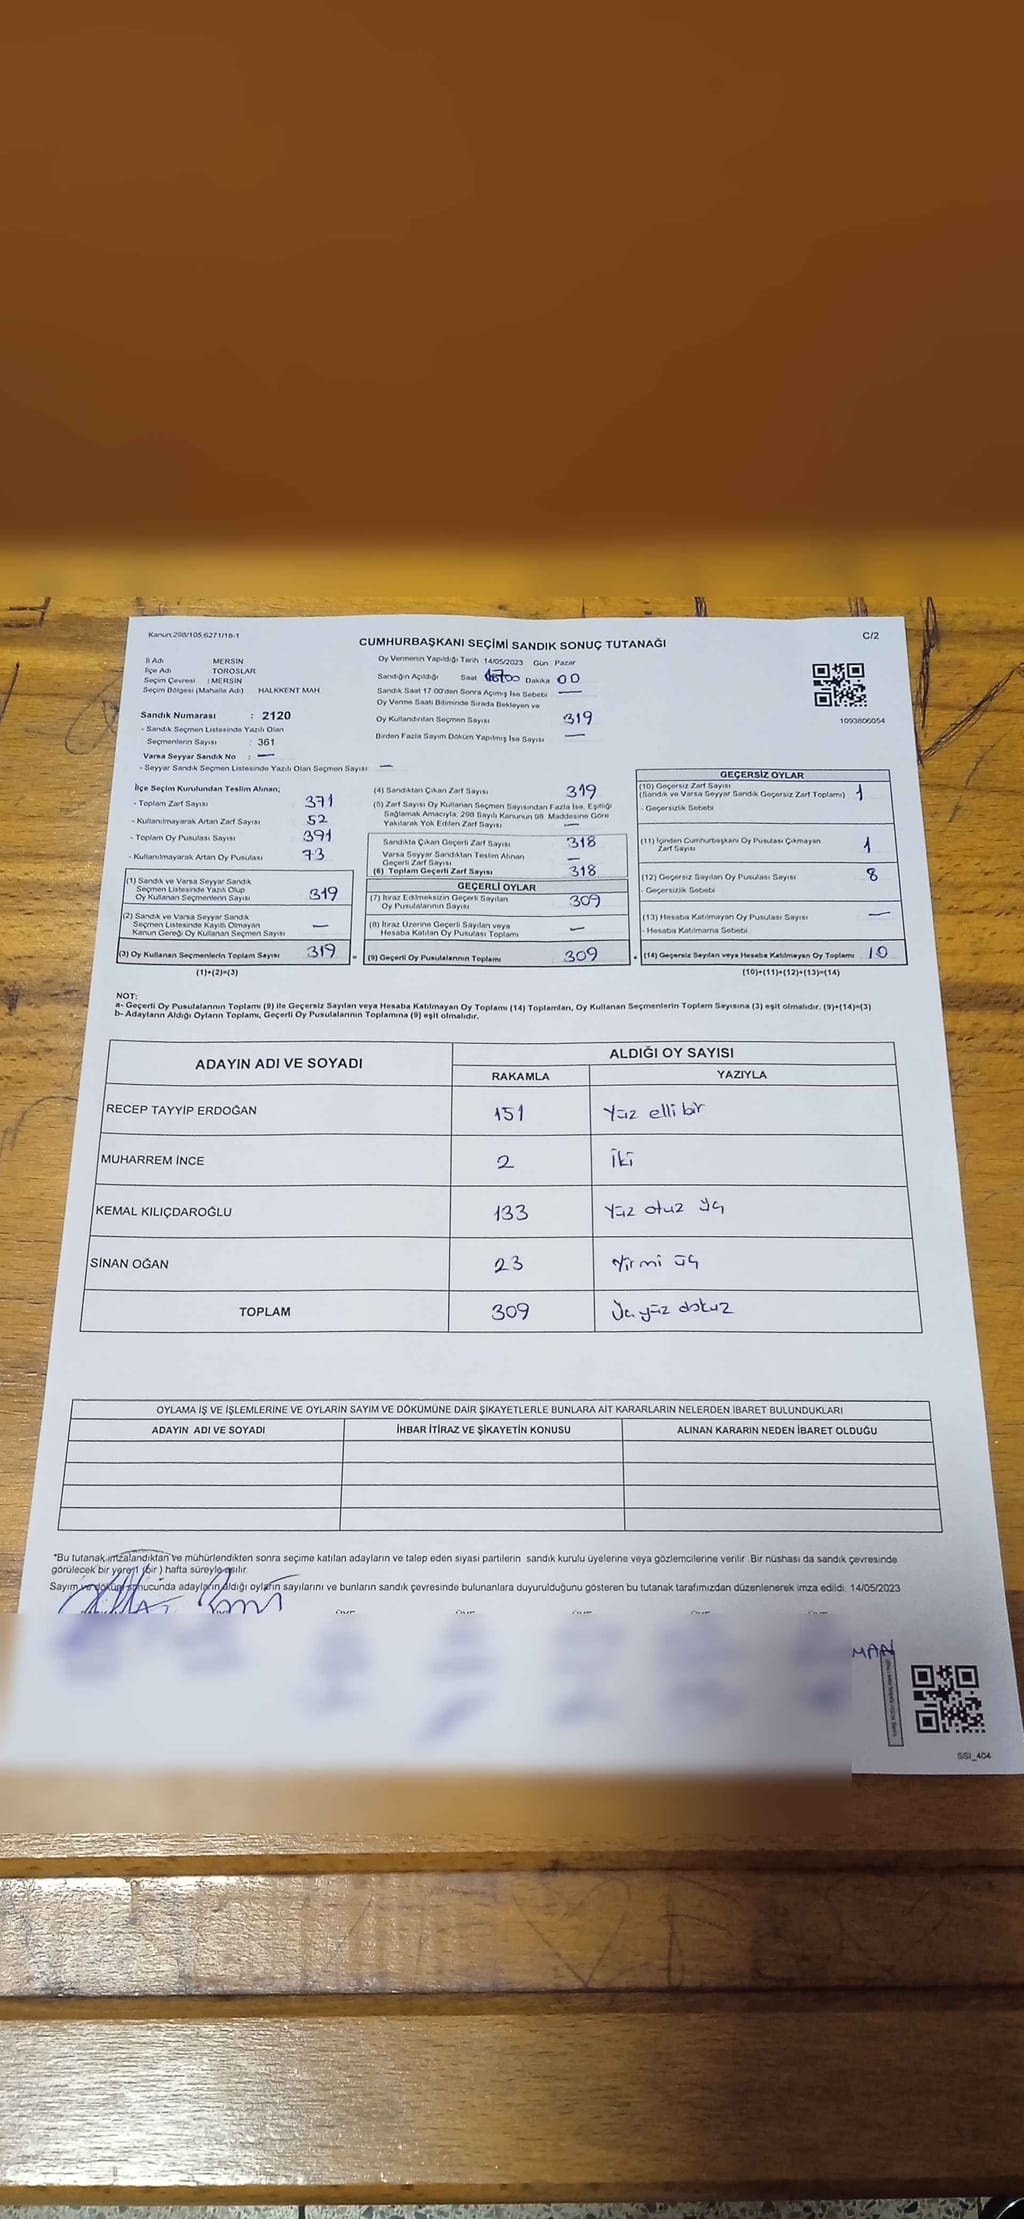 Kanun.298/105,6271/18-1
C/2
CUMHURBAŞKANI SEÇİMİ SANDIK SONUÇ TUTANAĞI
İl Adı MERSİN
İlçe Adı TOROSLAR
Seçim Çevresi : MERSİN
Seçim Bölgesi (Mahalle Adı) HALKKENT MAH
Sandık Numarası : 2120
- Sandık Seçmen Listesinde Yazılı Olan
Seçmenlerin Sayısı : 361
Varsa Seyyar Sandık No : —
- Seyyar Sandık Seçmen Listesinde Yazılı Olan Seçmen Sayısı —
Oy Vermenin Yapıldığı Tarih :14/05/2023 Gün Pazar
Sandığın Açıldığı Saat Dakika 00
Sandık Saat 17 00'den Sonra Açımış İse Sebebi —
Oy Verme Saati Bitiminde Sırada Bekleyen ve
Oy Kullandırılan Seçmen Sayısı 319
Birden Fazla Sayım Döküm Yapılmış İse Sayısı —
1093806054
İlçe Seçim Kurulundan Teslim Alınan;
- Toplam Zarf Sayısı 371
- Kullanılmayarak Artan Zarf Sayısı 52
- Toplam Oy Pusulası Sayısı 391
- Kullanılmayarak Artan Oy Pusulası 73
(1) Sandık ve Varsa Seyyar Sandık
Seçmen Listesinde Yazılı Olup
Oy Kullanan Seçmenlerin Sayısı 319
(2) Sandık ve Varsa Seyyar Sandık
Seçmen Listesinde Kayıtlı Olmayan
Kanun Gereği Oy Kullanan Seçmen Sayısı —
(3) Oy Kullanan Seçmenlerin Toplam Sayısı 319
(1)+(2)=(3)
(4) Sandıktan Çıkan Zarf Sayısı 319
(5) Zarf Sayısı Oy Kullanan Seçmen Sayısından Fazla İse, Eşitliği
Sağlamak Amacıyla, 298 Sayılı Kanunun 98. Maddesine Göre
Yakılarak Yok Edilen Zarf Sayısı —
Sandıkta Çıkan Geçerli Zarf Sayısı 318
Varsa Seyyar Sandıktan Teslim Alınan
Geçerli Zarf Sayısı —
(6) Toplam Geçerli Zarf Sayısı 318
GEÇERLİ OYLAR
(7) İtiraz Edilmeksizin Geçerli Sayılan
Oy Pusulalarının Sayısı 309
(8) İtiraz Üzerine Geçerli Sayılan veya
Hesaba Katılan Oy Pusulası Toplamı —
= (9) Geçerli Oy Pusulalarının Toplamı 309
GEÇERSİZ OYLAR
(10) Geçersiz Zarf Sayısı
(Sandık ve Varsa Seyyar Sandık Geçersiz Zarf Toplamı) 1
- Geçersizlik Sebebi
(11) İçinden Cumhurbaşkanı Oy Pusulası Çıkmayan
Zarf Sayısı 1
(12) Geçersiz Sayılan Oy Pusulası Sayısı 8
- Geçersizlik Sebebi
(13) Hesaba Katılmayan Oy Pusulası Sayısı —
- Hesaba Katılmama Sebebi
+ (14) Geçersiz Sayılan veya Hesaba Katılmayan Oy Toplamı 10
(10)+(11)+(12)+(13)=(14)
NOT:
a- Geçerli Oy Pusulalarının Toplamı (9) ile Geçersiz Sayılan veya Hesaba Katılmayan Oy Toplamı (14) Toplamları, Oy Kullanan Seçmenlerin Toplam Sayısına (3) eşit olmalıdır. (9)+(14)=(3)
b- Adayların Aldığı Oyların Toplamı, Geçerli Oy Pusulalarının Toplamına (9) eşit olmalıdır.
ADAYIN ADI VE SOYADI
ALDIĞI OY SAYISI
RAKAMLA YAZIYLA
RECEP TAYYİP ERDOĞAN 151 Yüz elli bir
MUHARREM İNCE 2 İki
KEMAL KILIÇDAROĞLU 133 Yüz otuz üç
SİNAN OĞAN 23 Yirmi üç
TOPLAM 309 Üç yüz dokuz
OYLAMA İŞ VE İŞLEMLERİNE VE OYLARIN SAYIM VE DÖKÜMÜNE DAİR ŞİKAYETLERLE BUNLARA AİT KARARLARIN NELERDEN İBARET BULUNDUKLARI
ADAYIN ADI VE SOYADI İHBAR İTİRAZ VE ŞİKAYETİN KONUSU ALINAN KARARIN NEDEN İBARET OLDUĞU
*Bu tutanak imzalandıktan ve mühürlendikten sonra seçime katılan adayların ve talep eden siyasi partilerin sandık kurulu üyelerine veya gözlemcilerine verilir. Bir nüshası da sandık çevresinde
görülecek bir yere 1 (bir) hafta süreyle asılır.
Sayım ve döküm sonucunda adayların aldığı oyların sayılarını ve bunların sandık çevresinde bulunanlara duyurulduğunu gösteren bu tutanak tarafımızdan düzenlenerek imza edildi. 14/05/2023
MAN
SSI_404